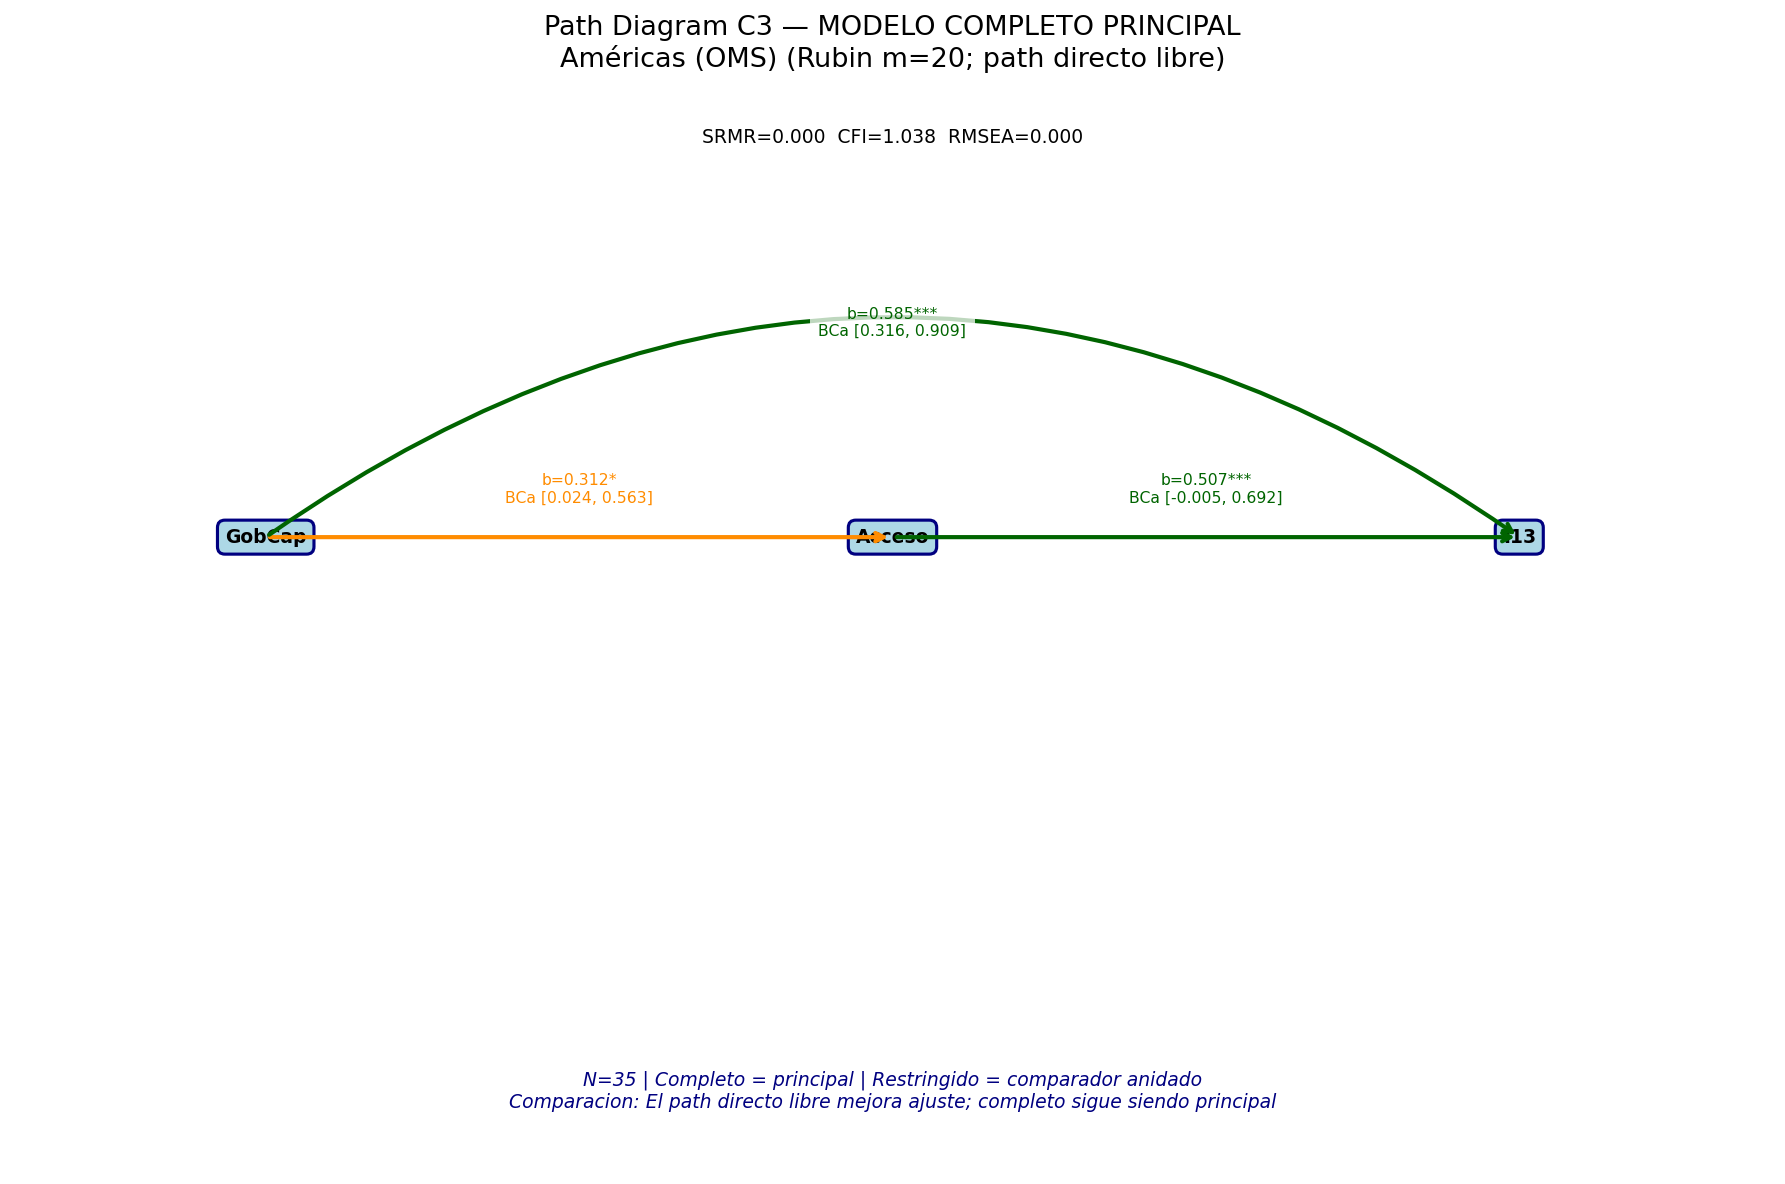 Path Diagram C3 — MODELO COMPLETO PRINCIPAL
Américas (OMS) (Rubin m=20; path directo libre)
SRMR=0.000  CFI=1.038  RMSEA=0.000
b=0.585***
BCa [0.316, 0.909]
b=0.312*
BCa [0.024, 0.563]
b=0.507***
BCa [-0.005, 0.692]
GobCap
Acceso
N=35 | Completo = principal | Restringido = comparador anidado
Comparacion: El path directo libre mejora ajuste; completo sigue siendo principal